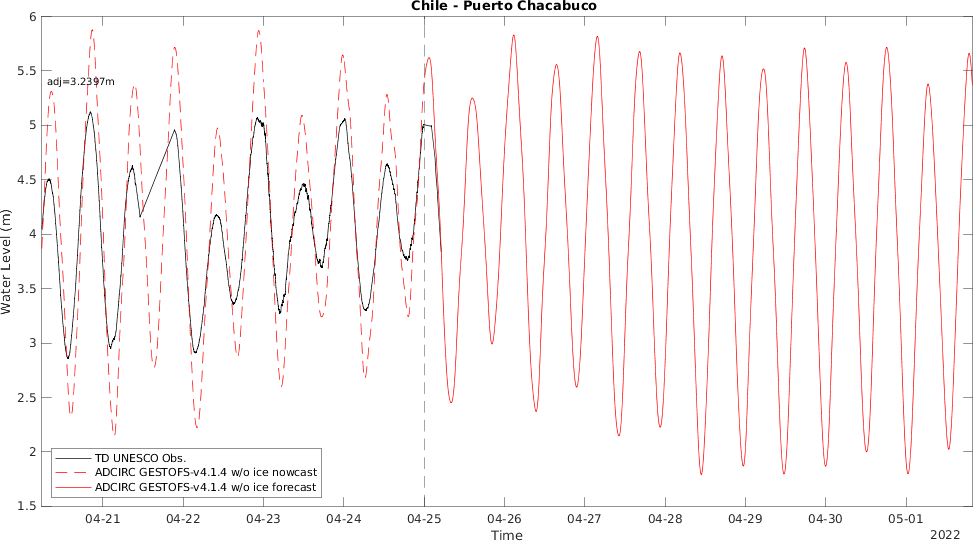 Chile - Puerto Chacabuco
adj=3.2397m
6
5.5
5
4.5
4
3.5
3
2.5
2
1.5
Water Level (m)
TD UNESCO Obs.
ADCIRC GESTOFS-v4.1.4 w/o ice nowcast
ADCIRC GESTOFS-v4.1.4 w/o ice forecast
04-21 04-22 04-23 04-24 04-25 04-26 04-27 04-28 04-29 04-30 05-01
Time
2022